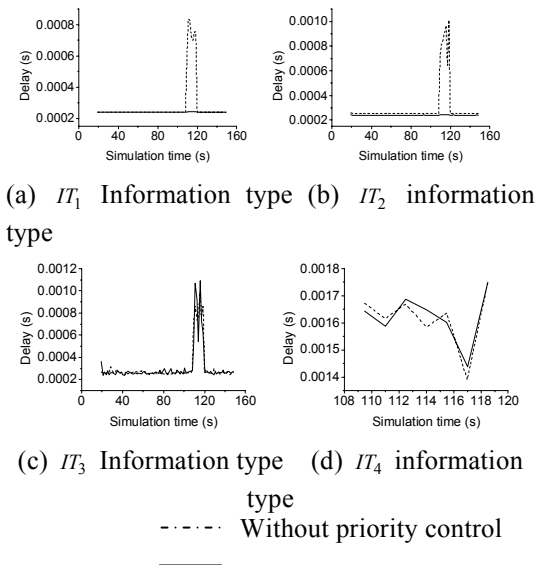 0.0008
0.0006
0.0004
0.0002
Delay (s)
0 40 80 120 160
Simulation time (s)
0.0010
0.0008
0.0006
0.0004
0.0002
Delay (s)
0 40 80 120 160
Simulation time (s)
(a) IT₁ Information type (b) IT₂ information
type
0.0012
0.0010
0.0008
0.0006
0.0004
0.0002
Delay (s)
0 40 80 120 160
Simulation time (s)
0.0018
0.0017
0.0016
0.0015
0.0014
Delay (s)
108 110 112 114 116 118 120
Simulation time (s)
(c) IT₃ Information type (d) IT₄ information
type
Without priority control